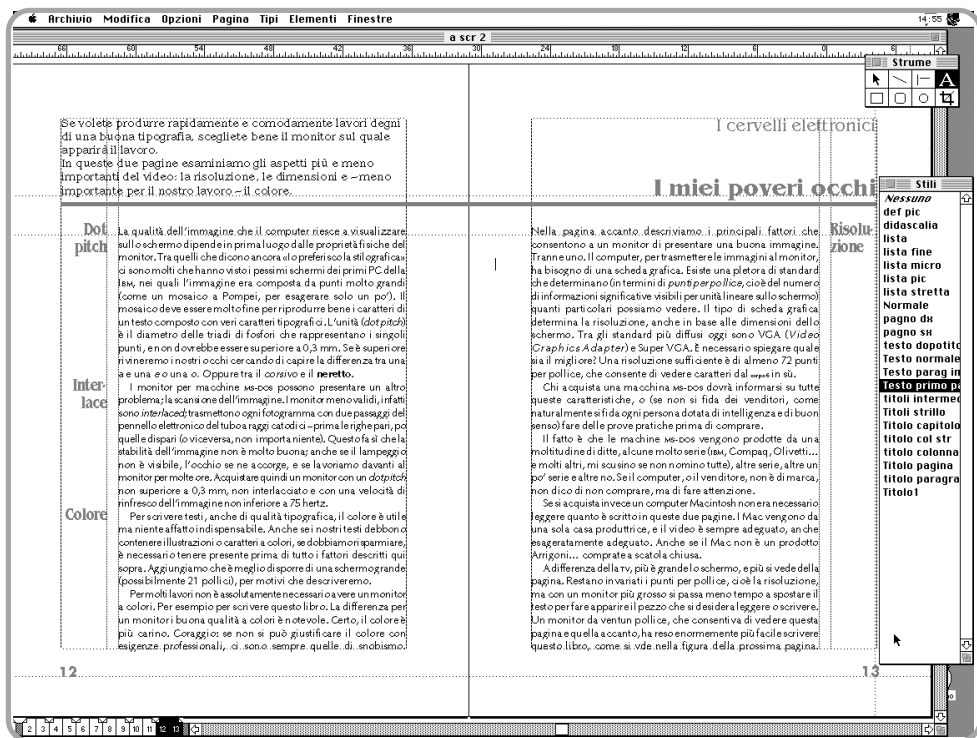 Archivio Modifica Opzioni Pagina Tipi Elementi Finestre 14:55
a scr 2
66 60 54 48 42 36 30 24 18 12 6 0 6
Strume
A
Se volete produrre rapidamente e comodamente lavori degni
di una buona tipografia, scegliete bene il monitor sul quale
apparirà il lavoro.
In queste due pagine esaminiamo gli aspetti più e meno
importanti del video: la risoluzione, le dimensioni e –meno
importante per il nostro lavoro –il colore.
Dot
pitch
La qualità dell'immagine che il computer riesce a visualizzare
sullo schermo dipende in prima luogo dalle proprietà fisiche del
monitor. Tra quelli che dicono ancora «Io preferisco la stilografica»
ci sono molti che hanno visto i pessimi schermi dei primi PC della
IBM, nei quali l'immagine era composta da punti molto grandi
(come un mosaico a Pompei, per esagerare solo un po'). Il
mosaico deve essere molto fine per riprodurre bene i caratteri di
un testo composto con veri caratteri tipografici. L'unità (dot pitch)
è il diametro delle triadi di fosfori che rappresentano i singoli
punti, e non dovrebbe essere superiore a 0,3 mm. Se è superiore
vineremo i nostri occhi cercando di capire la differenza tra una
a e una e o una o. Oppure tra il corsivo e il neretto.
Inter-
lace
I monitor per macchine MS-DOS possono presentare un altro
problema; la scansione dell'immagine. I monitor meno validi, infatti
sono interlaced; trasmettono ogni fotogramma con due passaggi del
pennello elettronico del tubo a raggi catodici –prima le righe pari, po
quelle dispari (o viceversa, non importa niente). Questo fa sì che la
stabilità dell'immagine non è molto buona; anche se il lampeggio
non è visibile, l'occhio se ne accorge, e se lavoriamo davanti al
monitor per molte ore. Acquistare quindi un monitor con un dotpitch
non superiore a 0,3 mm, non interlacciato e con una velocità di
rinfresco dell'immagine non inferiore a 75 hertz.
Colore
Per scrivere testi, anche di qualità tipografica, il colore è utile
ma niente affatto indispensabile. Anche se i nostri testi debbono
contenere illustrazioni o caratteri a colori, se dobbiamo risparmiare,
è necessario tenere presente prima di tutto i fattori descritti qui
sopra. Aggiungiamo che è meglio disporre di una schermo grande
(possibilmente 21 pollici), per motivi che descriveremo.
Per molti lavori non è assolutamente necessario avere un monitor
a colori. Per esempio per scrivere questo libro. La differenza per
un monitor i buona qualità a colori è notevole. Certo, il colore è
più carino. Coraggio: se non si può giustificare il colore con
esigenze professionali, ci sono sempre quelle di snobismo.
12
I cervelli elettronici
I miei poveri occhi
Risolu-
zione
Nella pagina accanto descriviamo i principali fattori che
consentono a un monitor di presentare una buona immagine.
Tranne uno. Il computer, per trasmettere le immagini al monitor,
ha bisogno di una scheda grafica. Esiste una pletora di standard
che determinano (in termini di punti per pollice, cioè del numero
di informazioni significative visibili per unità lineare sullo schermo)
quanti particolari possiamo vedere. Il tipo di scheda grafica
determina la risoluzione, anche in base alle dimensioni dello
schermo. Tra gli standard più diffusi oggi sono VGA (Video
Graphics Adapter) e Super VGA. È necessario spiegare quale
sia il migliore? Una risoluzione sufficiente è di almeno 72 punti
per pollice, che consente di vedere caratteri dal in sù.
Chi acquista una macchina MS-DOS dovrà informarsi su tutte
queste caratteristiche, o (se non si fida dei venditori, come
naturalmente si fida ogni persona dotata di intelligenza e di buon
senso) fare delle prove pratiche prima di comprare.
Il fatto è che le machine MS-DOS vengono prodotte da una
moltitudine di ditte, alcune molto serie (IBM, Compaq, Olivetti...
e molti altri, mi scusino se non nomino tutte), altre serie, altre un
po' serie e altre no. Se il computer, o il venditore, non è di marca,
non dico di non comprare, ma di fare attenzione.
Se si acquista invece un computer Macintosh non era necessario
leggere quanto è scritto in queste due pagine. I Mac vengono da
una sola casa produttrice, e il video è sempre adeguato, anche
esageratamente adeguato. Anche se il Mac non è un prodotto
Arrigoni... comprate a scatola chiusa.
A differenza della TV, più è grande lo schermo, e più si vede della
pagina. Restano invariati i punti per pollice, cioè la risoluzione,
ma con un monitor più grosso si passa meno tempo a spostare il
testo per fare apparire il pezzo che si desidera leggere o scrivere.
Un monitor da ventun pollice, che consentiva di vedere questa
pagina e quella accanto, ha reso enormemente più facile scrivere
questo libro, come si vde nella figura della prossima pagina.
13
Stili
Nessuno
def pic
didascalia
lista
lista fine
lista micro
lista pic
lista stretta
Normale
pagno dx
pagno sx
testo dopotito
Testo normale
Testo parag in
Testo primo pa
titoli intermed
Titoli strillo
Titolo capitolo
titolo col str
titolo colonna
Titolo pagina
titolo paragra
Titolo1
2 3 4 5 6 7 8 9 10 11 12 13